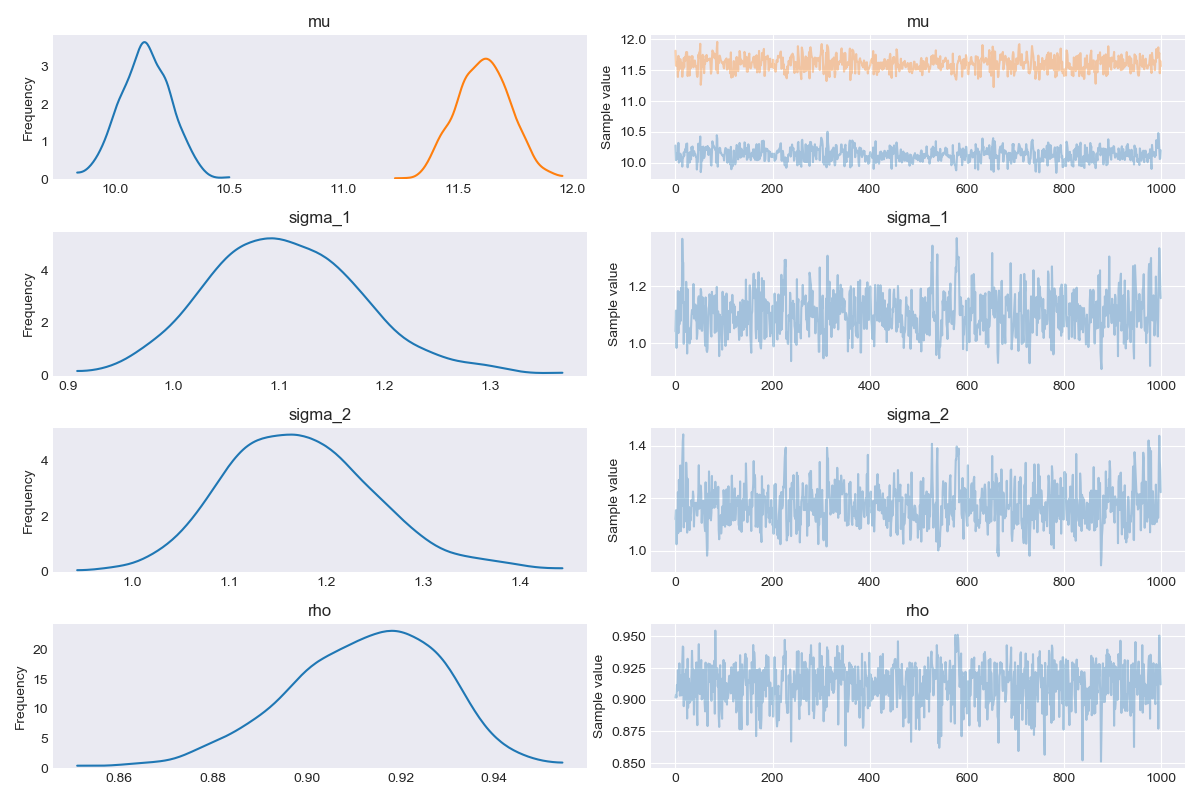 mu
Frequency
3
2
1
0
10.0 10.5 11.0 11.5 12.0
mu
Sample value
12.0
11.5
11.0
10.5
10.0
0 200 400 600 800 1000
sigma_1
Frequency
4
2
0
0.9 1.0 1.1 1.2 1.3
sigma_1
Sample value
1.2
1.0
0 200 400 600 800 1000
sigma_2
Frequency
4
2
0
1.0 1.1 1.2 1.3 1.4
sigma_2
Sample value
1.4
1.2
1.0
0 200 400 600 800 1000
rho
Frequency
20
15
10
5
0
0.86 0.88 0.90 0.92 0.94
rho
Sample value
0.950
0.925
0.900
0.875
0.850
0 200 400 600 800 1000